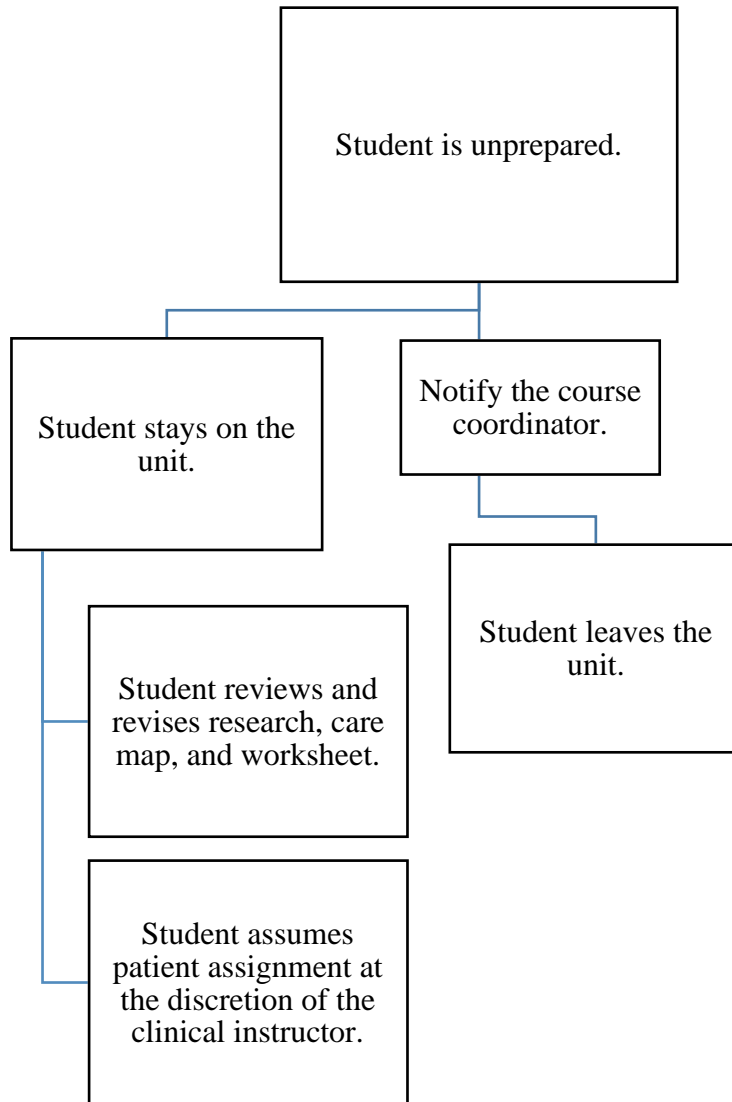 Student is unprepared.
Student stays on the
unit.
Notify the course
coordinator.
Student leaves the
unit.
Student reviews and
revises research, care
map, and worksheet.
Student assumes
patient assignment at
the discretion of the
clinical instructor.